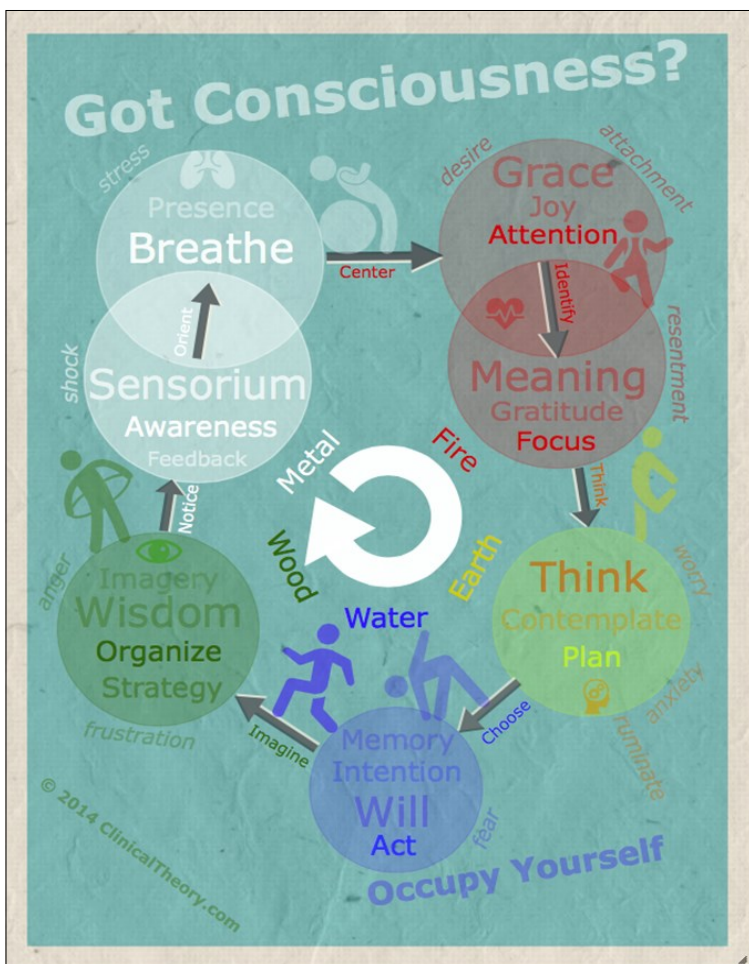 Got Consciousness?
stress
Presence
Breathe
Orient
shock
Sensorium
Awareness
Feedback
Center
desire
attachment
Grace
Joy
Attention
Identify
resentment
Meaning
Gratitude
Focus
Think
Metal
Fire
Earth
Water
Wood
Notice
anger
Imagery
Wisdom
Organize
Strategy
frustration
Imagine
worry
Think
Contemplate
Plan
anxiety
ruminate
Choose
Memory
Intention
Will
Act
fear
Occupy Yourself
© 2014 ClinicalTheory.com